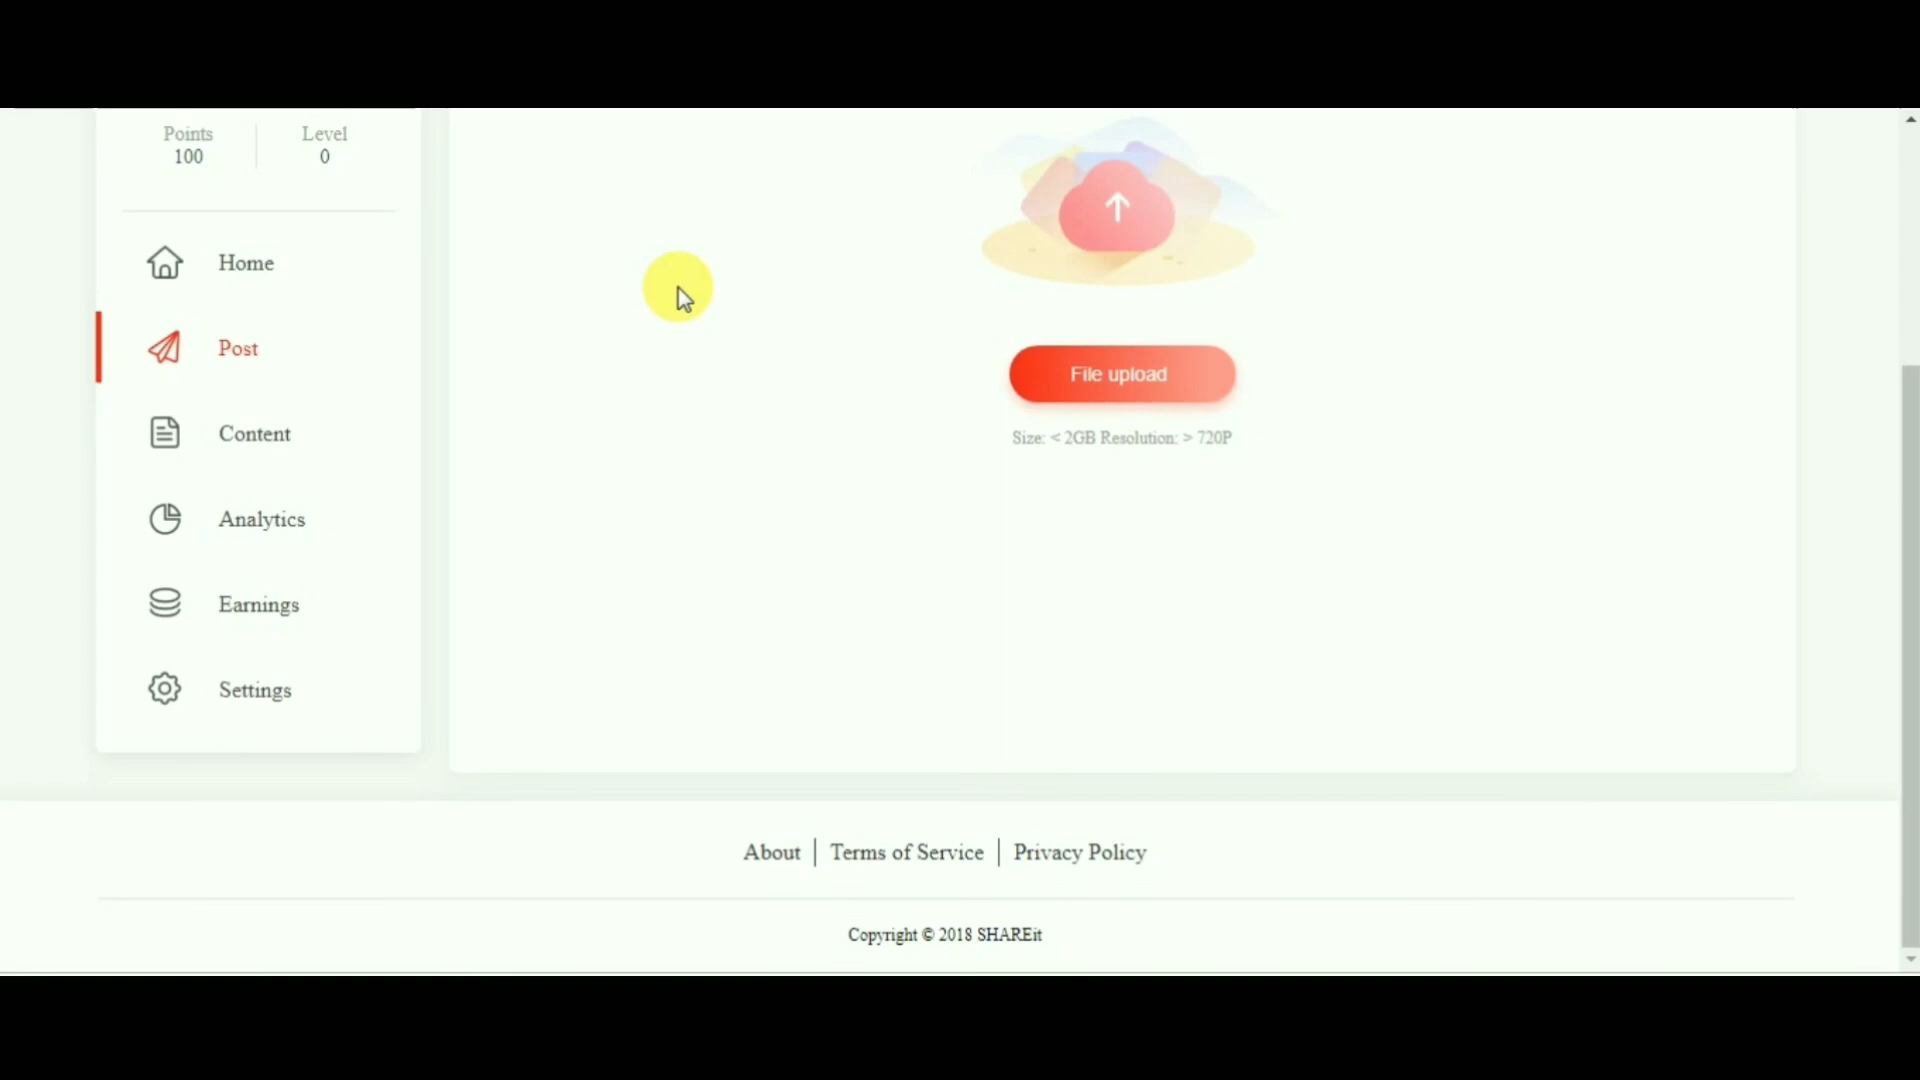 Points Level
100 0
Home
Post
Content
Analytics
Earnings
Settings
File upload
Size: < 2GB Resolution: > 720P
About | Terms of Service | Privacy Policy
Copyright © 2018 SHAREit